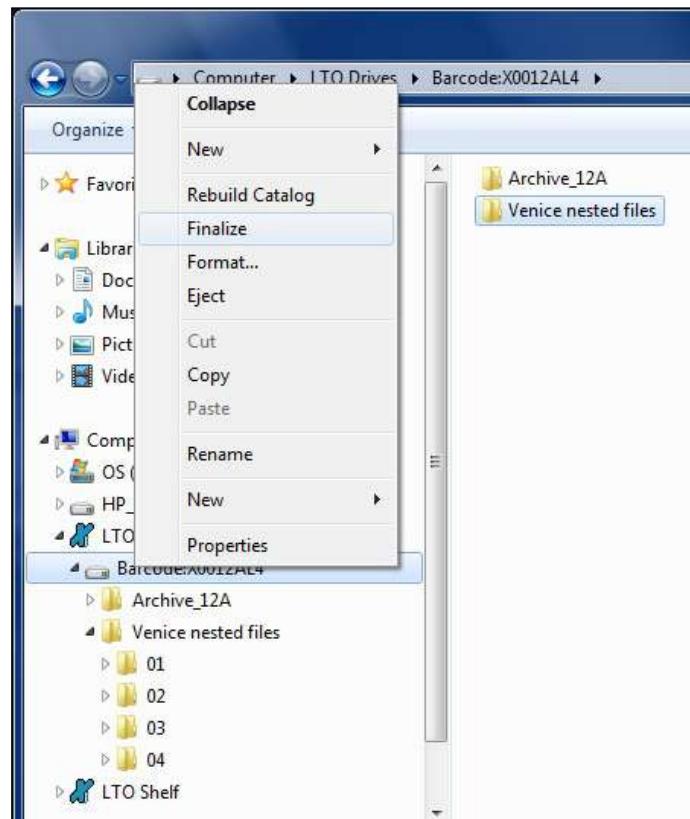 Computer ▸ LTO Drives ▸ Barcode:X0012AL4 ▸
Organize
Collapse
New
Rebuild Catalog
Finalize
Format...
Eject
Cut
Copy
Paste
Rename
New
Properties
Favori
Librar
Doc
Mus
Pict
Vide
Comp
OS (
HP_
LTO
Barcode:X0012AL4
Archive_12A
Venice nested files
01
02
03
04
LTO Shelf
Archive_12A
Venice nested files